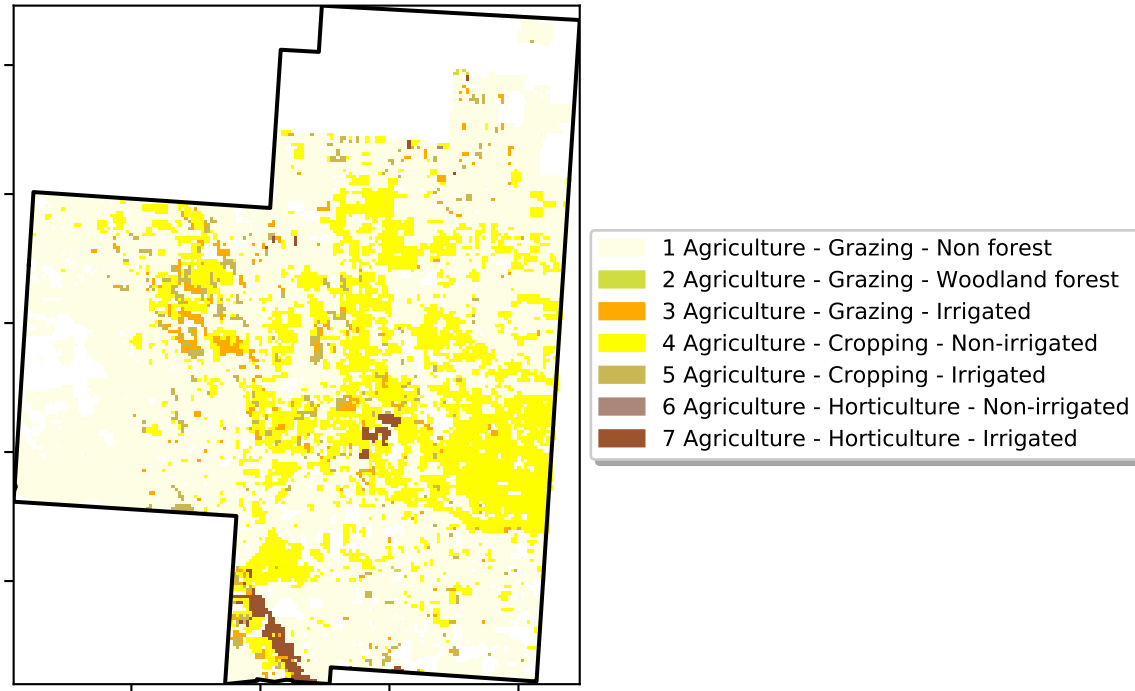 1 Agriculture - Grazing - Non forest
2 Agriculture - Grazing - Woodland forest
3 Agriculture - Grazing - Irrigated
4 Agriculture - Cropping - Non-irrigated
5 Agriculture - Cropping - Irrigated
6 Agriculture - Horticulture - Non-irrigated
7 Agriculture - Horticulture - Irrigated